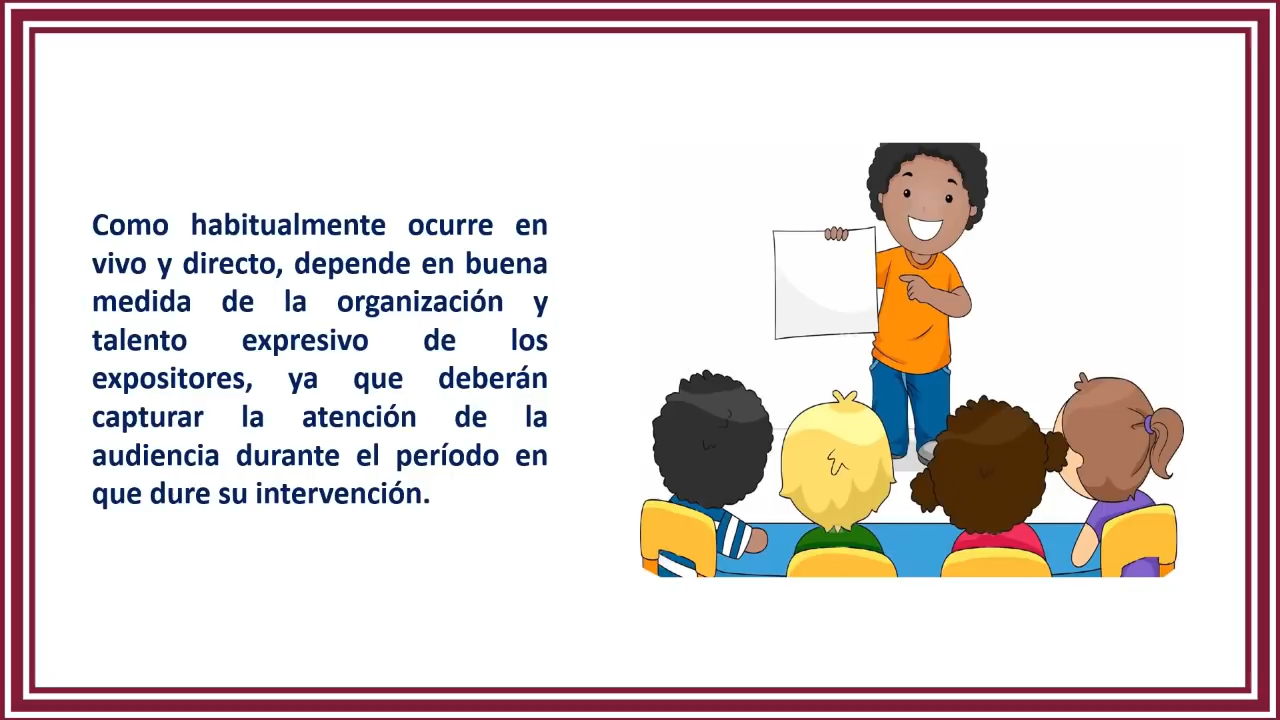 Como habitualmente ocurre en
vivo y directo, depende en buena
medida de la organización y
talento expresivo de los
expositores, ya que deberán
capturar la atención de la
audiencia durante el período en
que dure su intervención.